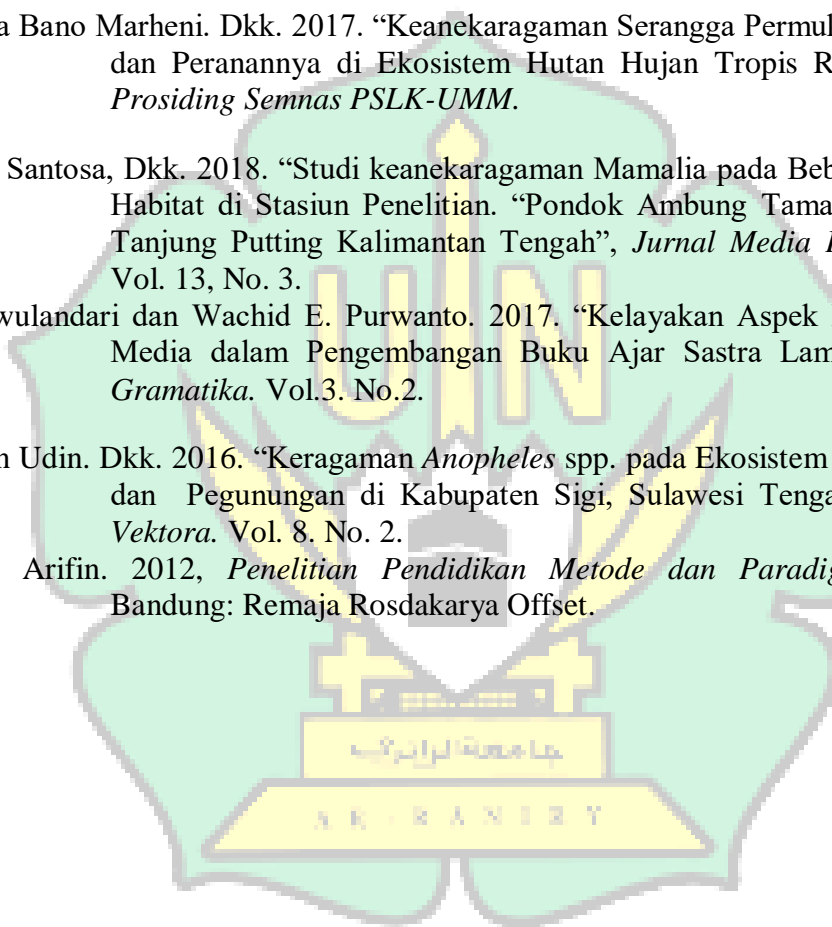 a Bano Marheni. Dkk. 2017. “Keanekaragaman Serangga Permuk
dan Peranannya di Ekosistem Hutan Hujan Tropis R
Prosiding Semnas PSLK-UMM.
Santosa, Dkk. 2018. “Studi keanekaragaman Mamalia pada Beb
Habitat di Stasiun Penelitian. “Pondok Ambung Tama
Tanjung Putting Kalimantan Tengah”, Jurnal Media
Vol. 13, No. 3.
wulandari dan Wachid E. Purwanto. 2017. “Kelayakan Aspek
Media dalam Pengembangan Buku Ajar Sastra Lam
Gramatika. Vol.3. No.2.
n Udin. Dkk. 2016. “Keragaman Anopheles spp. pada Ekosistem
dan Pegunungan di Kabupaten Sigi, Sulawesi Tenga
Vektora. Vol. 8. No. 2.
Arifin. 2012, Penelitian Pendidikan Metode dan Paradig
Bandung: Remaja Rosdakarya Offset.
UIN
جامعة الرانيري
AR-RANIRY